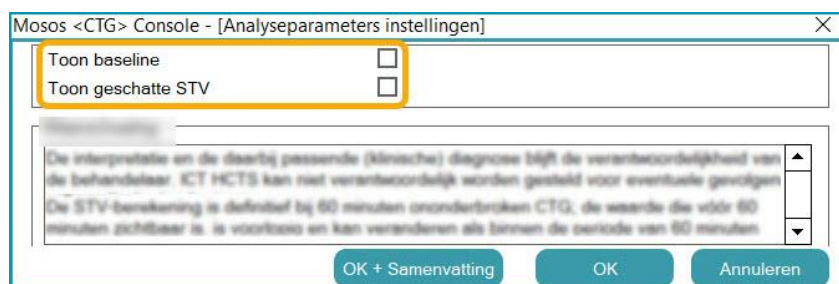 Mosos <CTG> Console - [Analyseparameters instellingen]
Toon baseline
Toon geschatte STV
De interpretatie en de daarbij passende (klinische) diagnose blijft de verantwoordelijkheid van
de behandelaar. ICT HCTS kan niet verantwoordelijk worden gesteld voor eventuele gevolgen
De STV-berekening is definitief bij 60 minuten ononderbroken CTG, de waarde die vóór 60
minuten zichtbaar is, is voorlopig en kan veranderen als binnen de periode van 60 minuten
OK + Samenvatting
OK
Annuleren